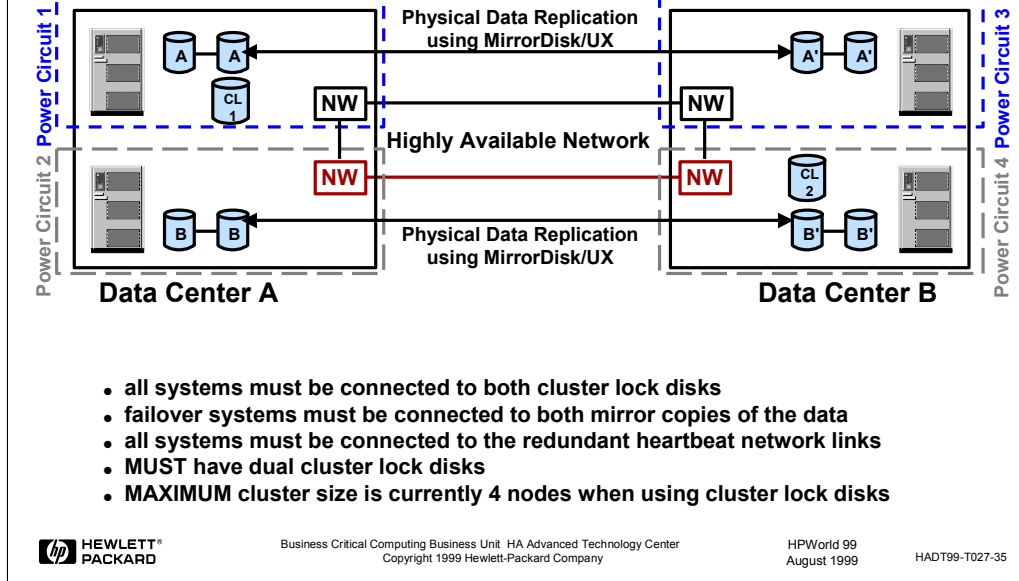 Power Circuit 1
Physical Data Replication
using MirrorDisk/UX
Power Circuit 3
A
A
A'
A'
CL
1
NW
NW
Highly Available Network
Power Circuit 2
NW
NW
CL
2
Power Circuit 4
B
B
B'
B'
Physical Data Replication
using MirrorDisk/UX
Data Center A
Data Center B
• all systems must be connected to both cluster lock disks
• failover systems must be connected to both mirror copies of the data
• all systems must be connected to the redundant heartbeat network links
• MUST have dual cluster lock disks
• MAXIMUM cluster size is currently 4 nodes when using cluster lock disks
hp HEWLETT®
PACKARD
Business Critical Computing Business Unit HA Advanced Technology Center
Copyright 1999 Hewlett-Packard Company
HPWorld 99
August 1999
HADT99-T027-35